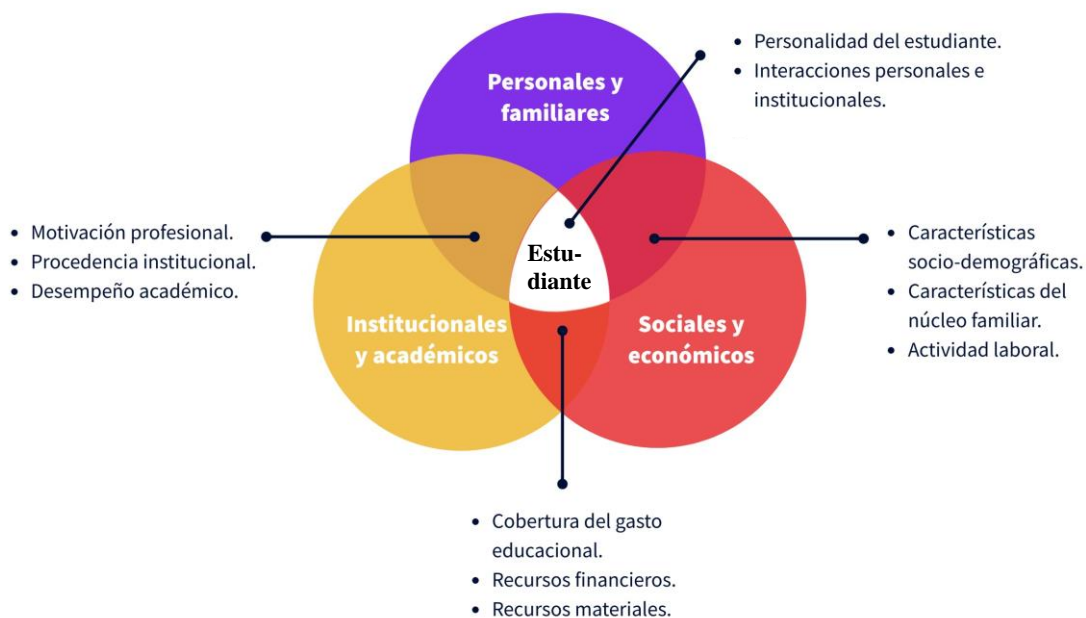 Personales y
familiares
• Personalidad del estudiante.
• Interacciones personales e
institucionales.
• Motivación profesional.
• Procedencia institucional.
• Desempeño académico.
Estu-
diante
• Características
socio-demográficas.
• Características del
núcleo familiar.
• Actividad laboral.
Institucionales
y académicos
Sociales y
económicos
• Cobertura del gasto
educacional.
• Recursos financieros.
• Recursos materiales.